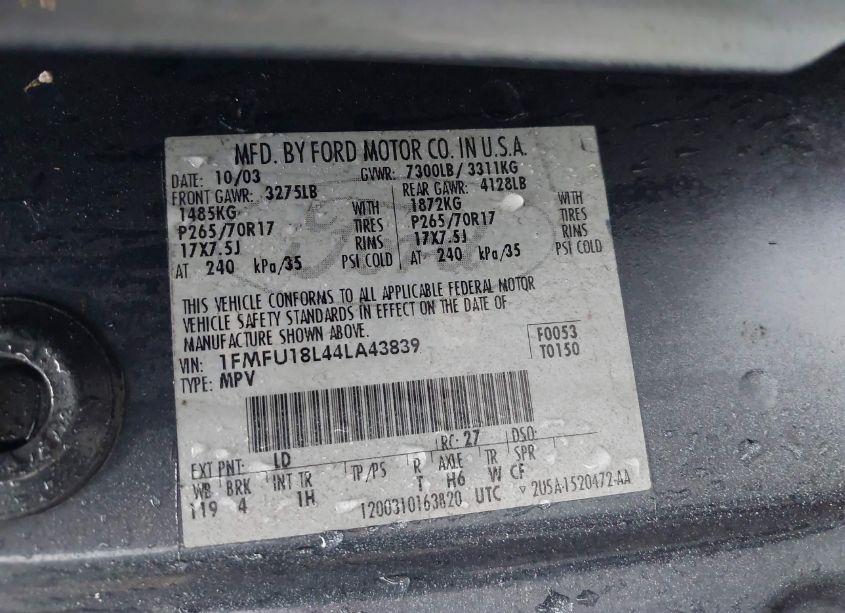 MFD. BY FORD MOTOR CO. IN U.S.A.
DATE: 10/03 GVWR: 7300LB/ 3311KG
FRONT GAWR: 3275LB REAR GAWR: 4128LB
1485KG WITH 1872KG WITH
P265/70R17 TIRES P265/70R17 TIRES
17X7.5J RIMS 17X7.5J RIMS
AT 240 kPa/35 PSI COLD AT 240 kPa/35 PSI COLD
THIS VEHICLE CONFORMS TO ALL APPLICABLE FEDERAL MOTOR
VEHICLE SAFETY STANDARDS IN EFFECT ON THE DATE OF
MANUFACTURE SHOWN ABOVE.
VIN: 1FMFU18L44LA43839 F0053
TYPE: MPV T0150
EXT PNT: LD RC: 27 DSO:
WB BRK INT TR TP/PS R AXLE TR SPR
119 4 1H T H6 W CF
1200310163820 UTC ▽ 2U5A-1520472-AA